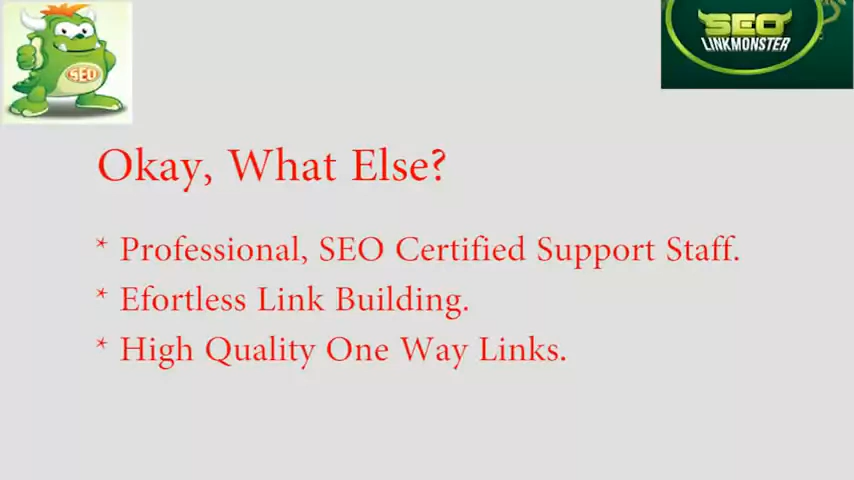 SEO
SEO
LINKMONSTER
Okay, What Else?
* Professional, SEO Certified Support Staff.
* Efortless Link Building.
* High Quality One Way Links.